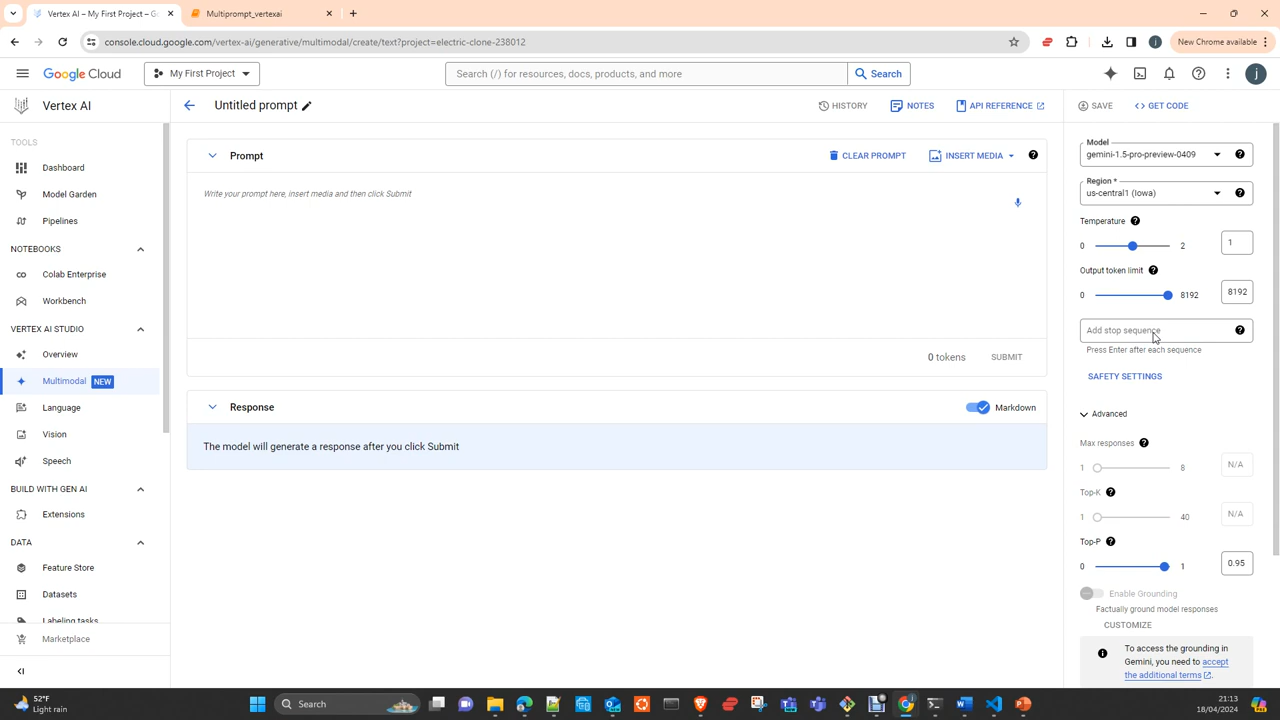 Vertex AI – My First Project – G
Multiprompt_vertexai
console.cloud.google.com/vertex-ai/generative/multimodal/create/text?project=electric-clone-238012
New Chrome available
Google Cloud
My First Project
Search (/) for resources, docs, products, and more
Search
j
Vertex AI
Untitled prompt
HISTORY
NOTES
API REFERENCE
SAVE
GET CODE
TOOLS
Dashboard
Model Garden
Pipelines
NOTEBOOKS
Colab Enterprise
Workbench
VERTEX AI STUDIO
Overview
Multimodal NEW
Language
Vision
Speech
BUILD WITH GEN AI
Extensions
DATA
Feature Store
Datasets
Labeling tasks
Marketplace
Prompt
CLEAR PROMPT
INSERT MEDIA
Write your prompt here, insert media and then click Submit
0 tokens
SUBMIT
Response
Markdown
The model will generate a response after you click Submit
Model
gemini-1.5-pro-preview-0409
Region *
us-central1 (Iowa)
Temperature
0 2 1
Output token limit
0 8192 8192
Add stop sequence
Press Enter after each sequence
SAFETY SETTINGS
Advanced
Max responses
1 8 N/A
Top-K
1 40 N/A
Top-P
0 1 0.95
Enable Grounding
Factually ground model responses
CUSTOMIZE
To access the grounding in
Gemini, you need to accept
the additional terms
52°F
Light rain
Search
21:13
18/04/2024